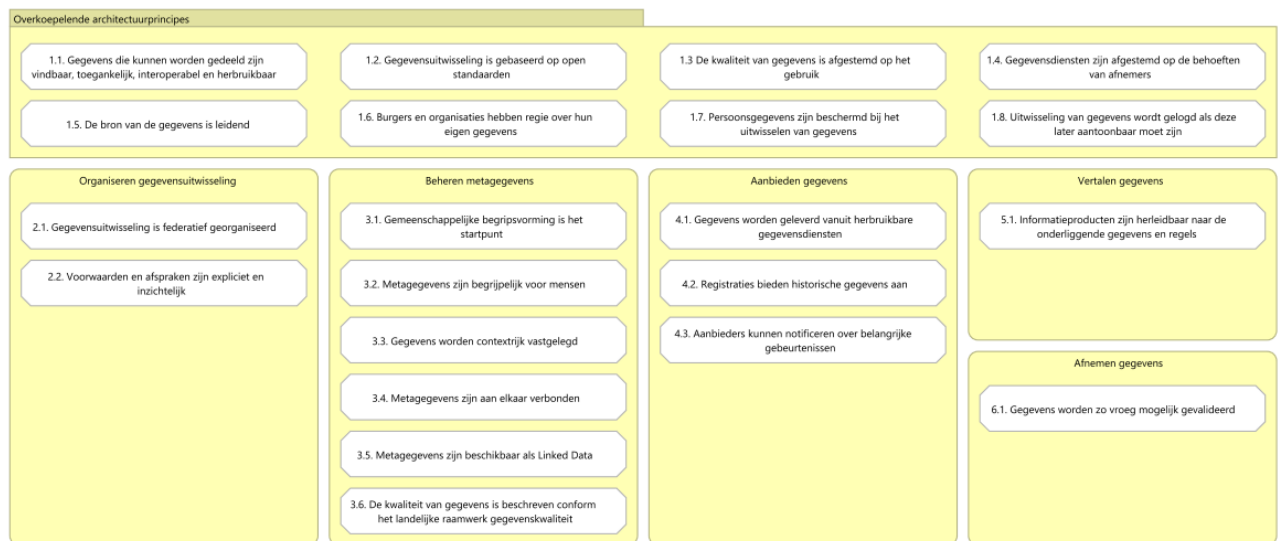 Overkoepelende architectuurprincipes
1.1. Gegevens die kunnen worden gedeeld zijn
vindbaar, toegankelijk, interoperabel en herbruikbaar
1.2. Gegevensuitwisseling is gebaseerd op open
standaarden
1.3 De kwaliteit van gegevens is afgestemd op het
gebruik
1.4. Gegevensdiensten zijn afgestemd op de behoeften
van afnemers
1.5. De bron van de gegevens is leidend
1.6. Burgers en organisaties hebben regie over hun
eigen gegevens
1.7. Persoonsgegevens zijn beschermd bij het
uitwisselen van gegevens
1.8. Uitwisseling van gegevens wordt gelogd als deze
later aantoonbaar moet zijn
Organiseren gegevensuitwisseling
2.1. Gegevensuitwisseling is federatief georganiseerd
2.2. Voorwaarden en afspraken zijn expliciet en
inzichtelijk
Beheren metagegevens
3.1. Gemeenschappelijke begripsvorming is het
startpunt
3.2. Metagegevens zijn begrijpelijk voor mensen
3.3. Gegevens worden contextrijk vastgelegd
3.4. Metagegevens zijn aan elkaar verbonden
3.5. Metagegevens zijn beschikbaar als Linked Data
3.6. De kwaliteit van gegevens is beschreven conform
het landelijke raamwerk gegevenskwaliteit
Aanbieden gegevens
4.1. Gegevens worden geleverd vanuit herbruikbare
gegevensdiensten
4.2. Registraties bieden historische gegevens aan
4.3. Aanbieders kunnen notificeren over belangrijke
gebeurtenissen
Vertalen gegevens
5.1. Informatieproducten zijn herleidbaar naar de
onderliggende gegevens en regels
Afnemen gegevens
6.1. Gegevens worden zo vroeg mogelijk gevalideerd